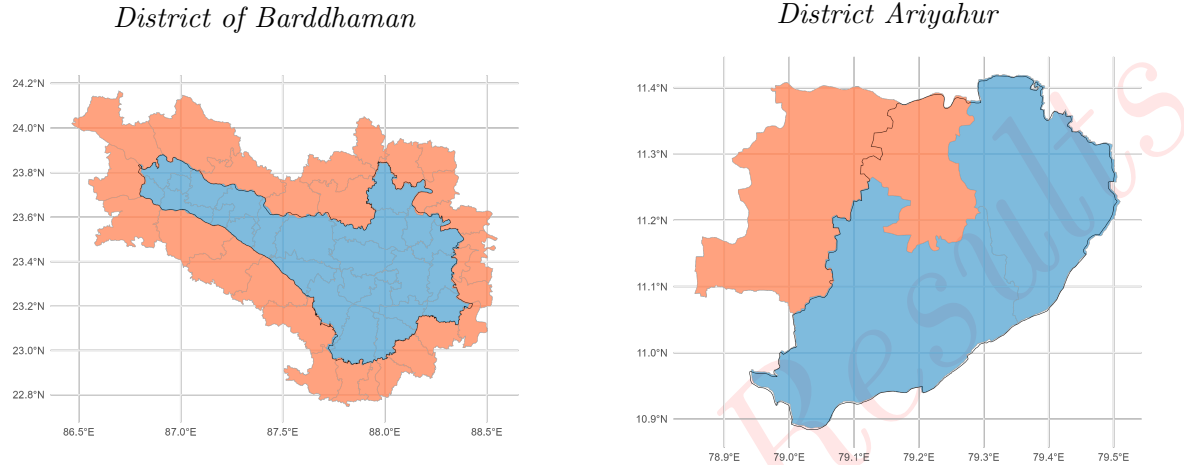 District of Barddhaman
24.2°N
24.0°N
23.8°N
23.6°N
23.4°N
23.2°N
23.0°N
22.8°N
86.5°E 87.0°E 87.5°E 88.0°E 88.5°E
District Ariyahur
11.4°N
11.3°N
11.2°N
11.1°N
11.0°N
10.9°N
78.9°E 79.0°E 79.1°E 79.2°E 79.3°E 79.4°E 79.5°E
Results